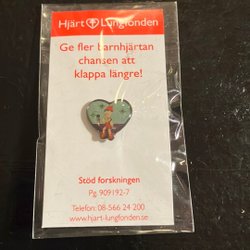 Hjärt Lungfonden
Ge fler barnhjärtan
chansen att
klappa längre!
Stöd forskningen
Pg. 909192-7
Telefon: 08-566 24 200
www.hjart-lungfonden.se